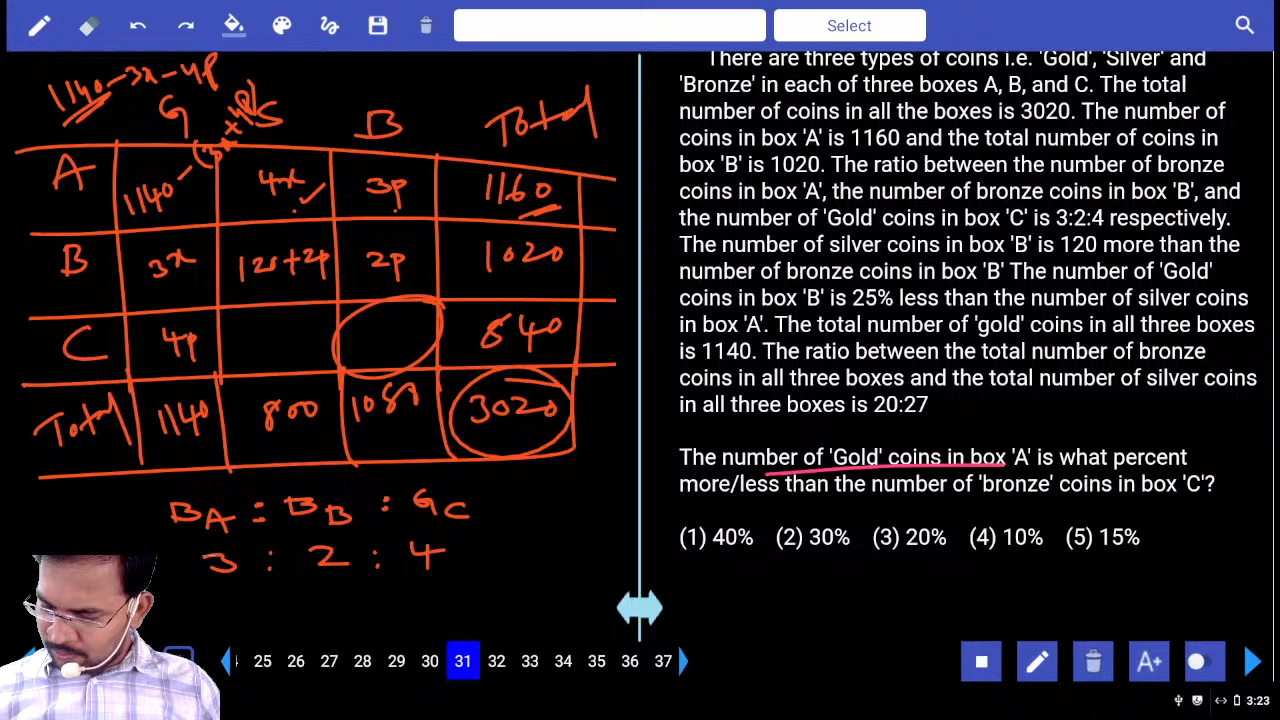 Select
1140-3x-4p
G S B Total
A 1140-(3x+4p) 4x 3p 1160
B 3x 120+2p 2p 1020
C 4p 840
Total 1140 800 1080 3020
BA : BB : GC
3 : 2 : 4
There are three types of coins i.e. 'Gold', 'Silver' and
'Bronze' in each of three boxes A, B, and C. The total
number of coins in all the boxes is 3020. The number of
coins in box 'A' is 1160 and the total number of coins in
box 'B' is 1020. The ratio between the number of bronze
coins in box 'A', the number of bronze coins in box 'B', and
the number of 'Gold' coins in box 'C' is 3:2:4 respectively.
The number of silver coins in box 'B' is 120 more than the
number of bronze coins in box 'B' The number of 'Gold'
coins in box 'B' is 25% less than the number of silver coins
in box 'A'. The total number of 'gold' coins in all three boxes
is 1140. The ratio between the total number of bronze
coins in all three boxes and the total number of silver coins
in all three boxes is 20:27
The number of 'Gold' coins in box 'A' is what percent
more/less than the number of 'bronze' coins in box 'C'?
(1) 40% (2) 30% (3) 20% (4) 10% (5) 15%
25 26 27 28 29 30 31 32 33 34 35 36 37
A+
3:23